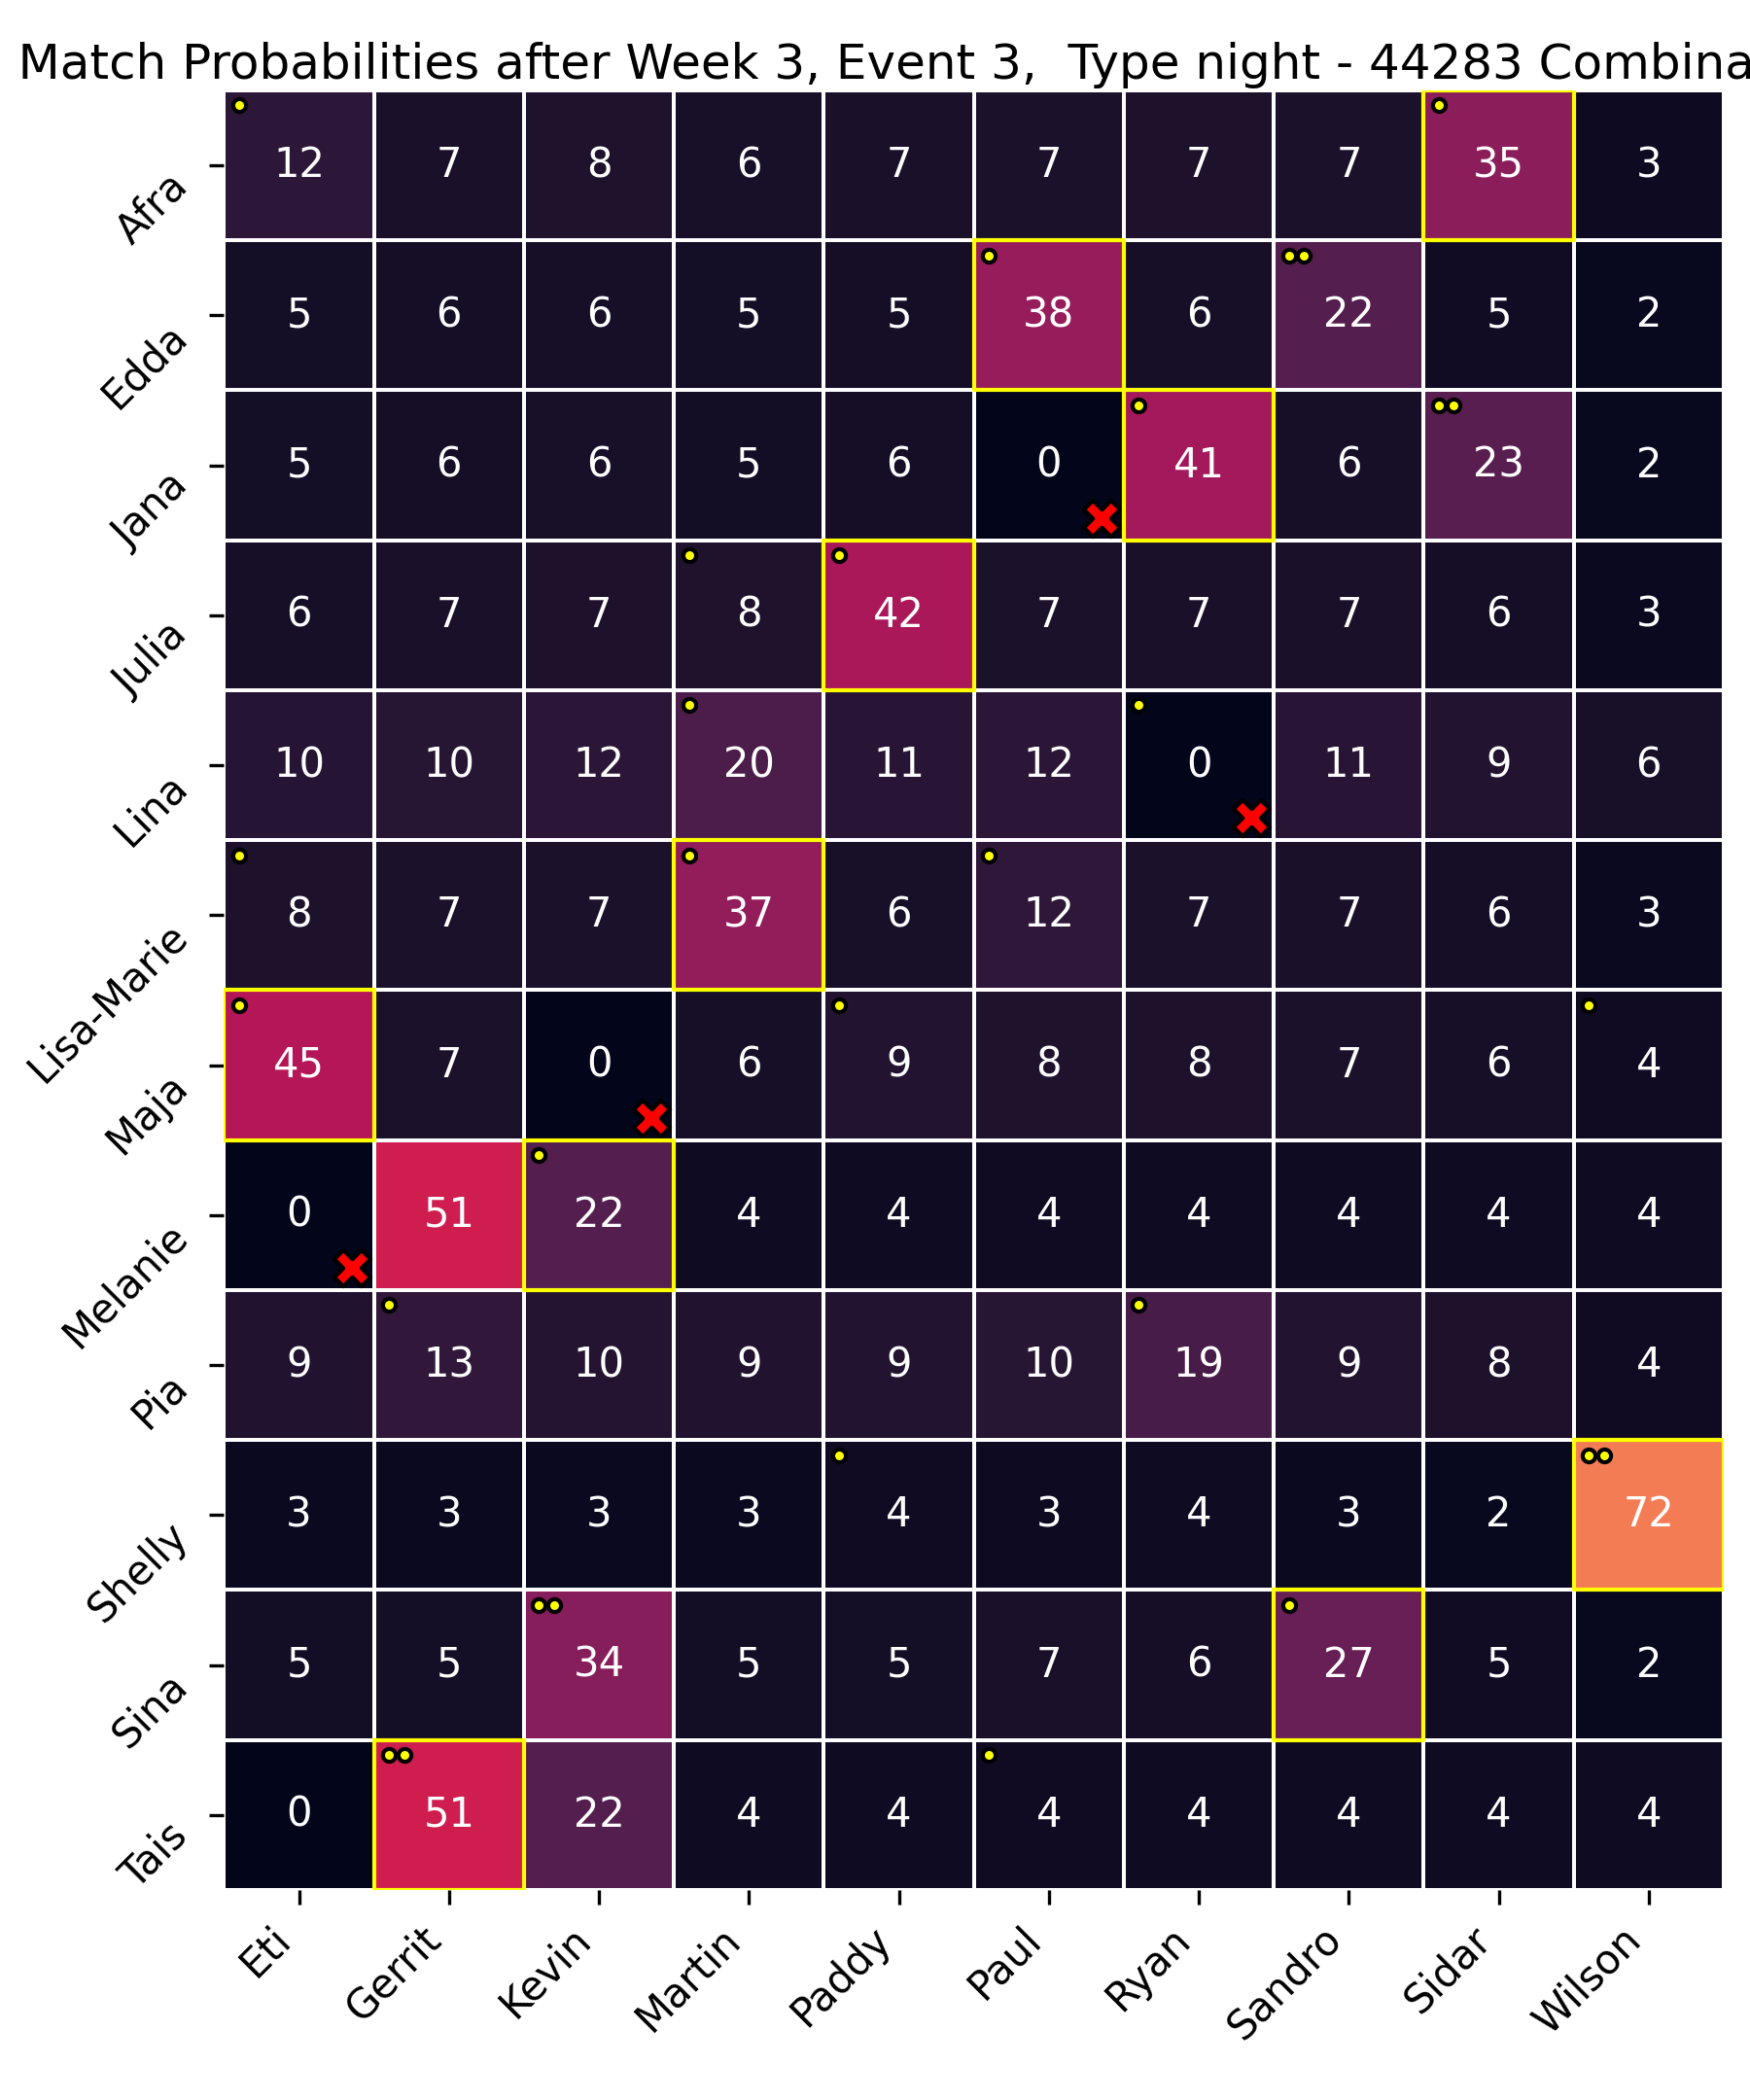 Match Probabilities after Week 3, Event 3,  Type night - 44283 Combina
Afra 12 7 8 6 7 7 7 7 35 3
Edda 5 6 6 5 5 38 6 22 5 2
Jana 5 6 6 5 6 0 41 6 23 2
Julia 6 7 7 8 42 7 7 7 6 3
Lina 10 10 12 20 11 12 0 11 9 6
Lisa-Marie 8 7 7 37 6 12 7 7 6 3
Maja 45 7 0 6 9 8 8 7 6 4
Melanie 0 51 22 4 4 4 4 4 4 4
Pia 9 13 10 9 9 10 19 9 8 4
Shelly 3 3 3 3 4 3 4 3 2 72
Sina 5 5 34 5 5 7 6 27 5 2
Tais 0 51 22 4 4 4 4 4 4 4
Eti Gerrit Kevin Martin Paddy Paul Ryan Sandro Sidar Wilson